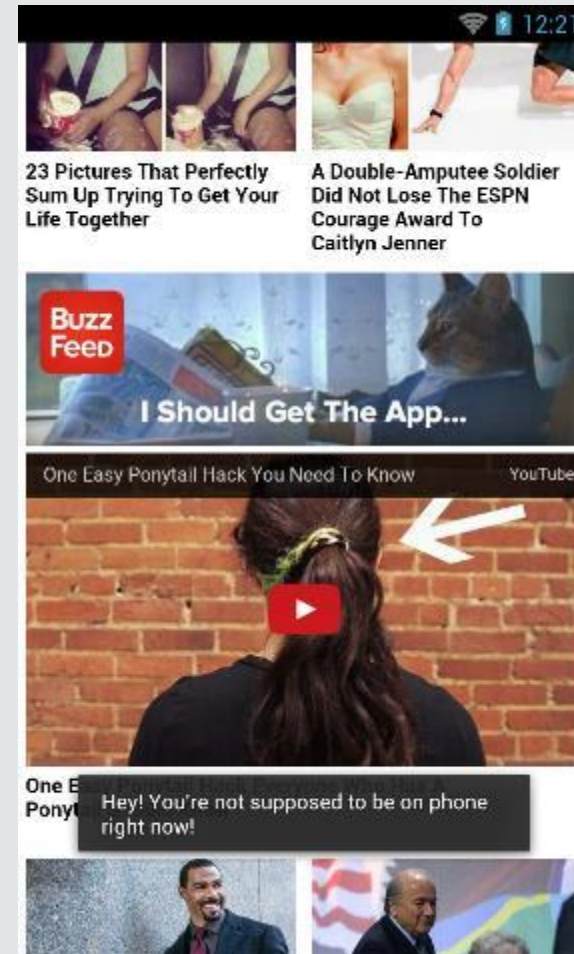 12:21
23 Pictures That Perfectly
Sum Up Trying To Get Your
Life Together
A Double-Amputee Soldier
Did Not Lose The ESPN
Courage Award To
Caitlyn Jenner
Buzz
FeeD
I Should Get The App...
One Easy Ponytail Hack You Need To Know
YouTube
One
Hey! You're not supposed to be on phone
right now!